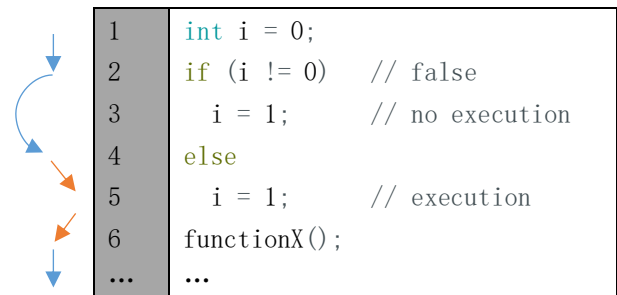 1 int i = 0;
2 if (i != 0) // false
3 i = 1; // no execution
4 else
5 i = 1; // execution
6 functionX();
... ...